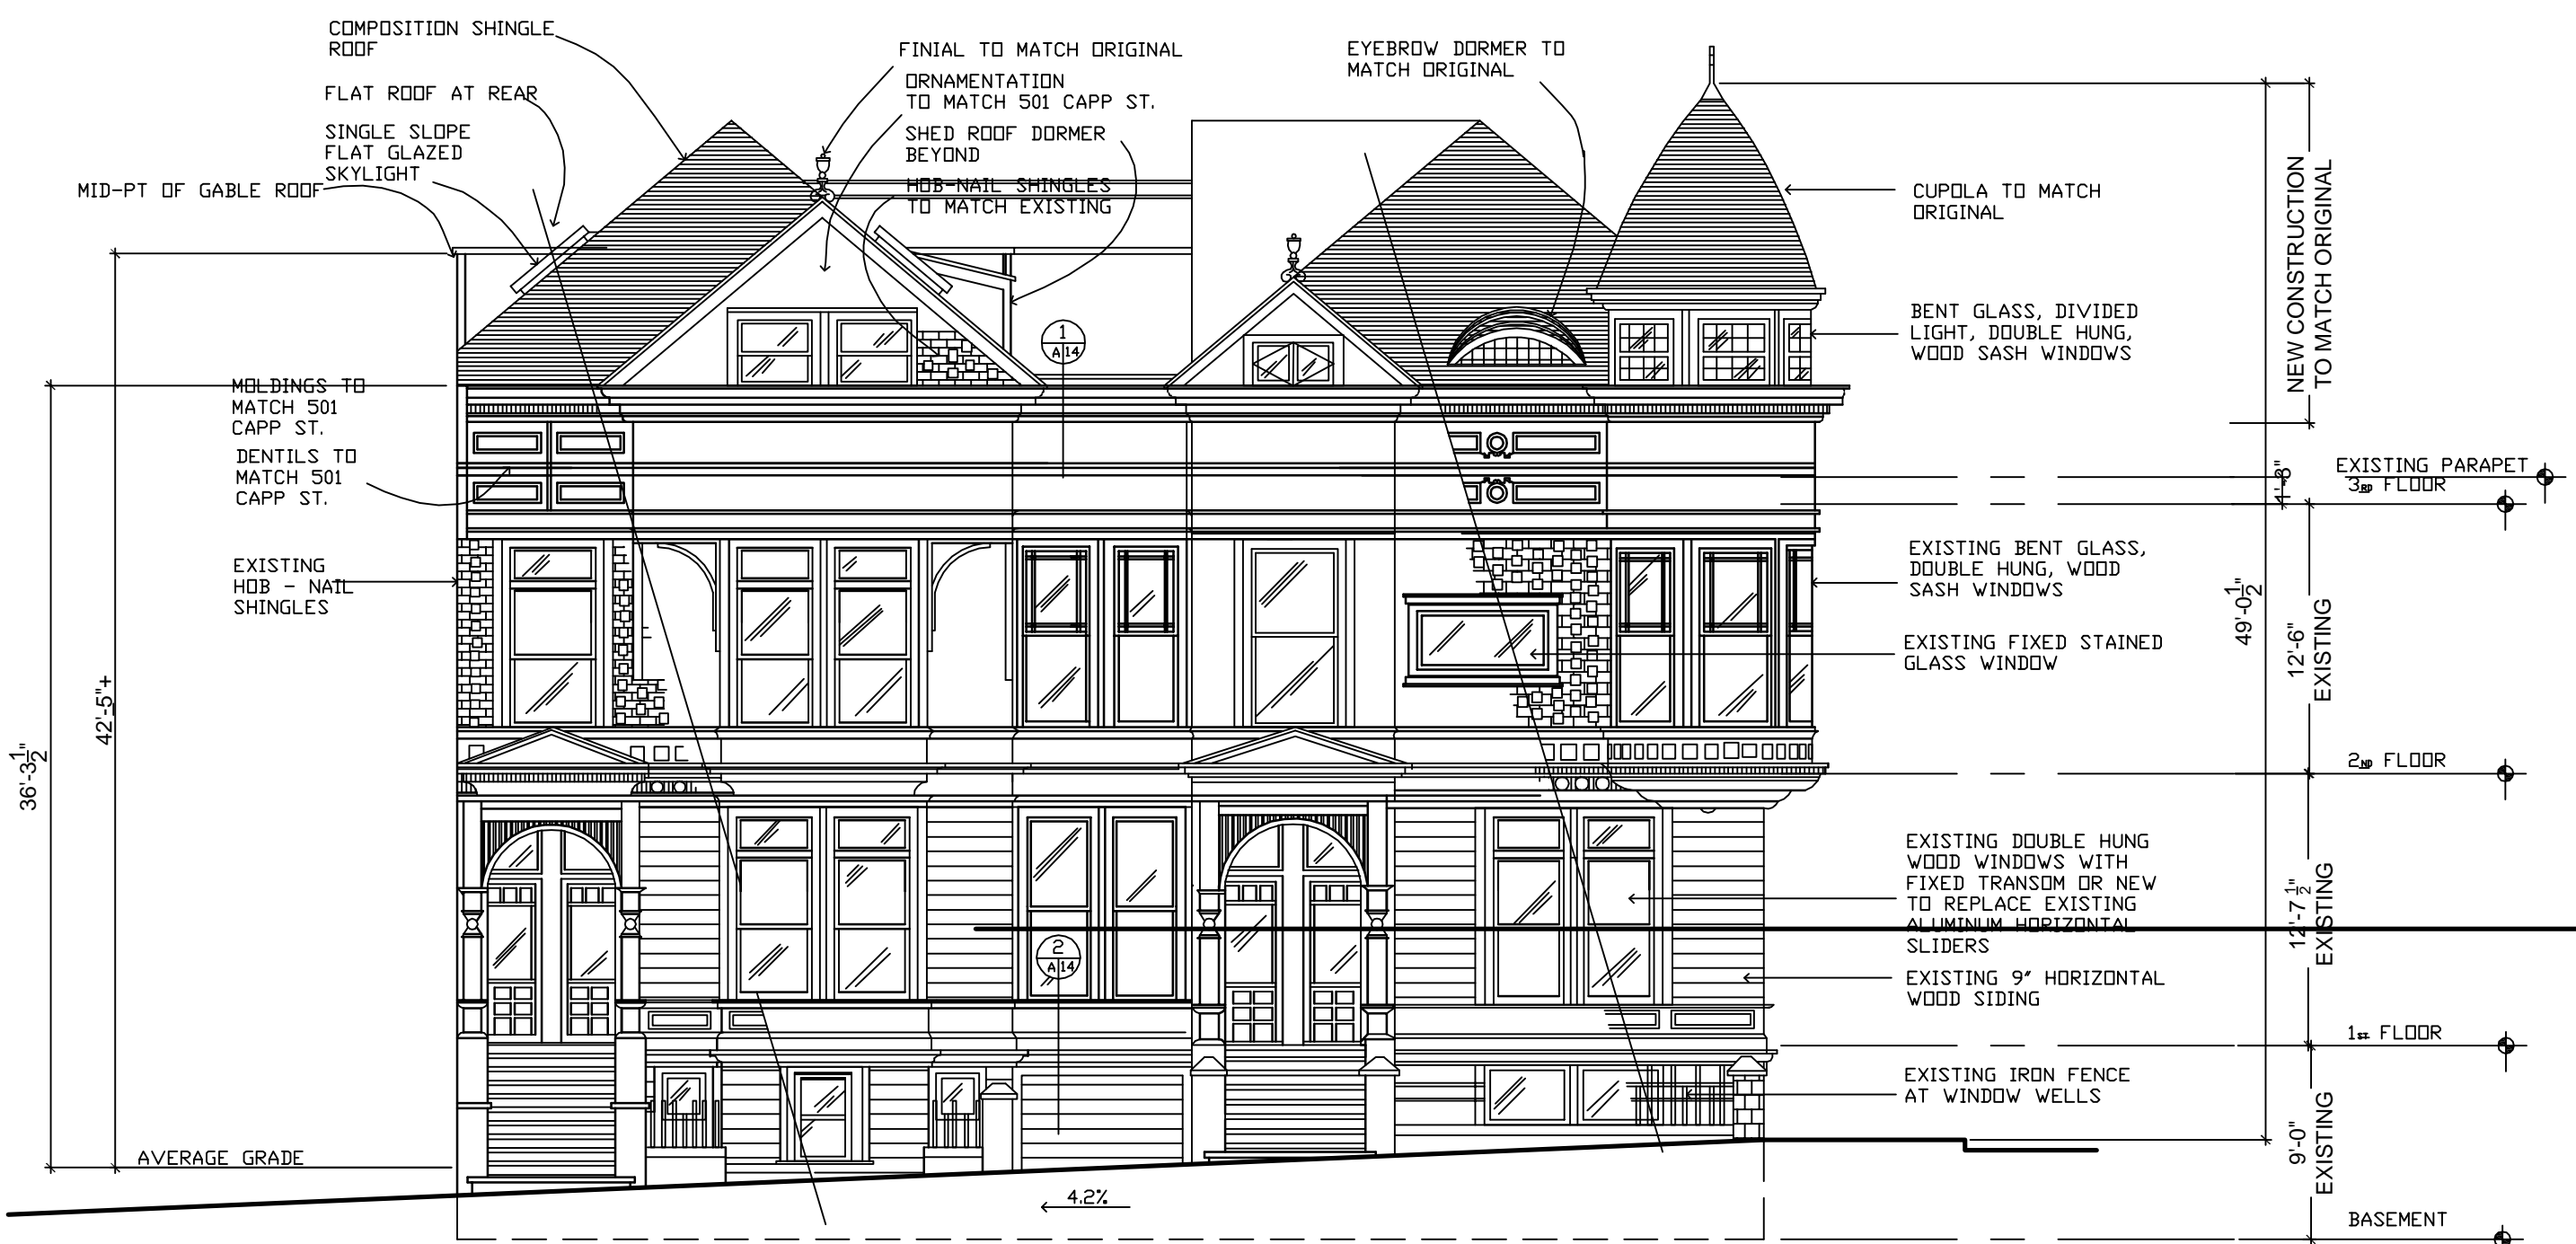 COMPOSITION SHINGLE
ROOF
FLAT ROOF AT REAR
SINGLE SLOPE
FLAT GLAZED
SKYLIGHT
MID-PT OF GABLE ROOF
FINIAL TO MATCH ORIGINAL
ORNAMENTATION
TO MATCH 501 CAPP ST.
SHED ROOF DORMER
BEYOND
HOB-NAIL SHINGLES
TO MATCH EXISTING
EYEBROW DORMER TO
MATCH ORIGINAL
CUPOLA TO MATCH
ORIGINAL
BENT GLASS, DIVIDED
LIGHT, DOUBLE HUNG,
WOOD SASH WINDOWS
NEW CONSTRUCTION
TO MATCH ORIGINAL
1
A 14
MOLDINGS TO
MATCH 501
CAPP ST.
DENTILS TO
MATCH 501
CAPP ST.
EXISTING
HOB - NAIL
SHINGLES
EXISTING PARAPET
3RD FLOOR
1'-3"
EXISTING BENT GLASS,
DOUBLE HUNG, WOOD
SASH WINDOWS
49'-0 1/2"
12'-6"
EXISTING
EXISTING FIXED STAINED
GLASS WINDOW
42'-5"+
36'-3 1/2"
2ND FLOOR
EXISTING DOUBLE HUNG
WOOD WINDOWS WITH
FIXED TRANSOM OR NEW
TO REPLACE EXISTING
ALUMINUM HORIZONTAL
SLIDERS
12'-7 1/2"
EXISTING
2
A 14
EXISTING 9" HORIZONTAL
WOOD SIDING
1ST FLOOR
EXISTING IRON FENCE
AT WINDOW WELLS
9'-0"
EXISTING
AVERAGE GRADE
4.2%
BASEMENT